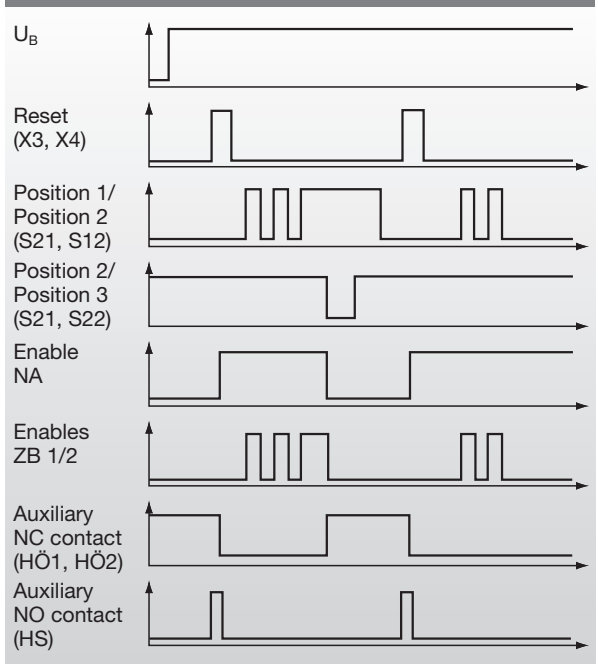 U_B
Reset
(X3, X4)
Position 1/
Position 2
(S21, S12)
Position 2/
Position 3
(S21, S22)
Enable
NA
Enables
ZB 1/2
Auxiliary
NC contact
(HÖ1, HÖ2)
Auxiliary
NO contact
(HS)